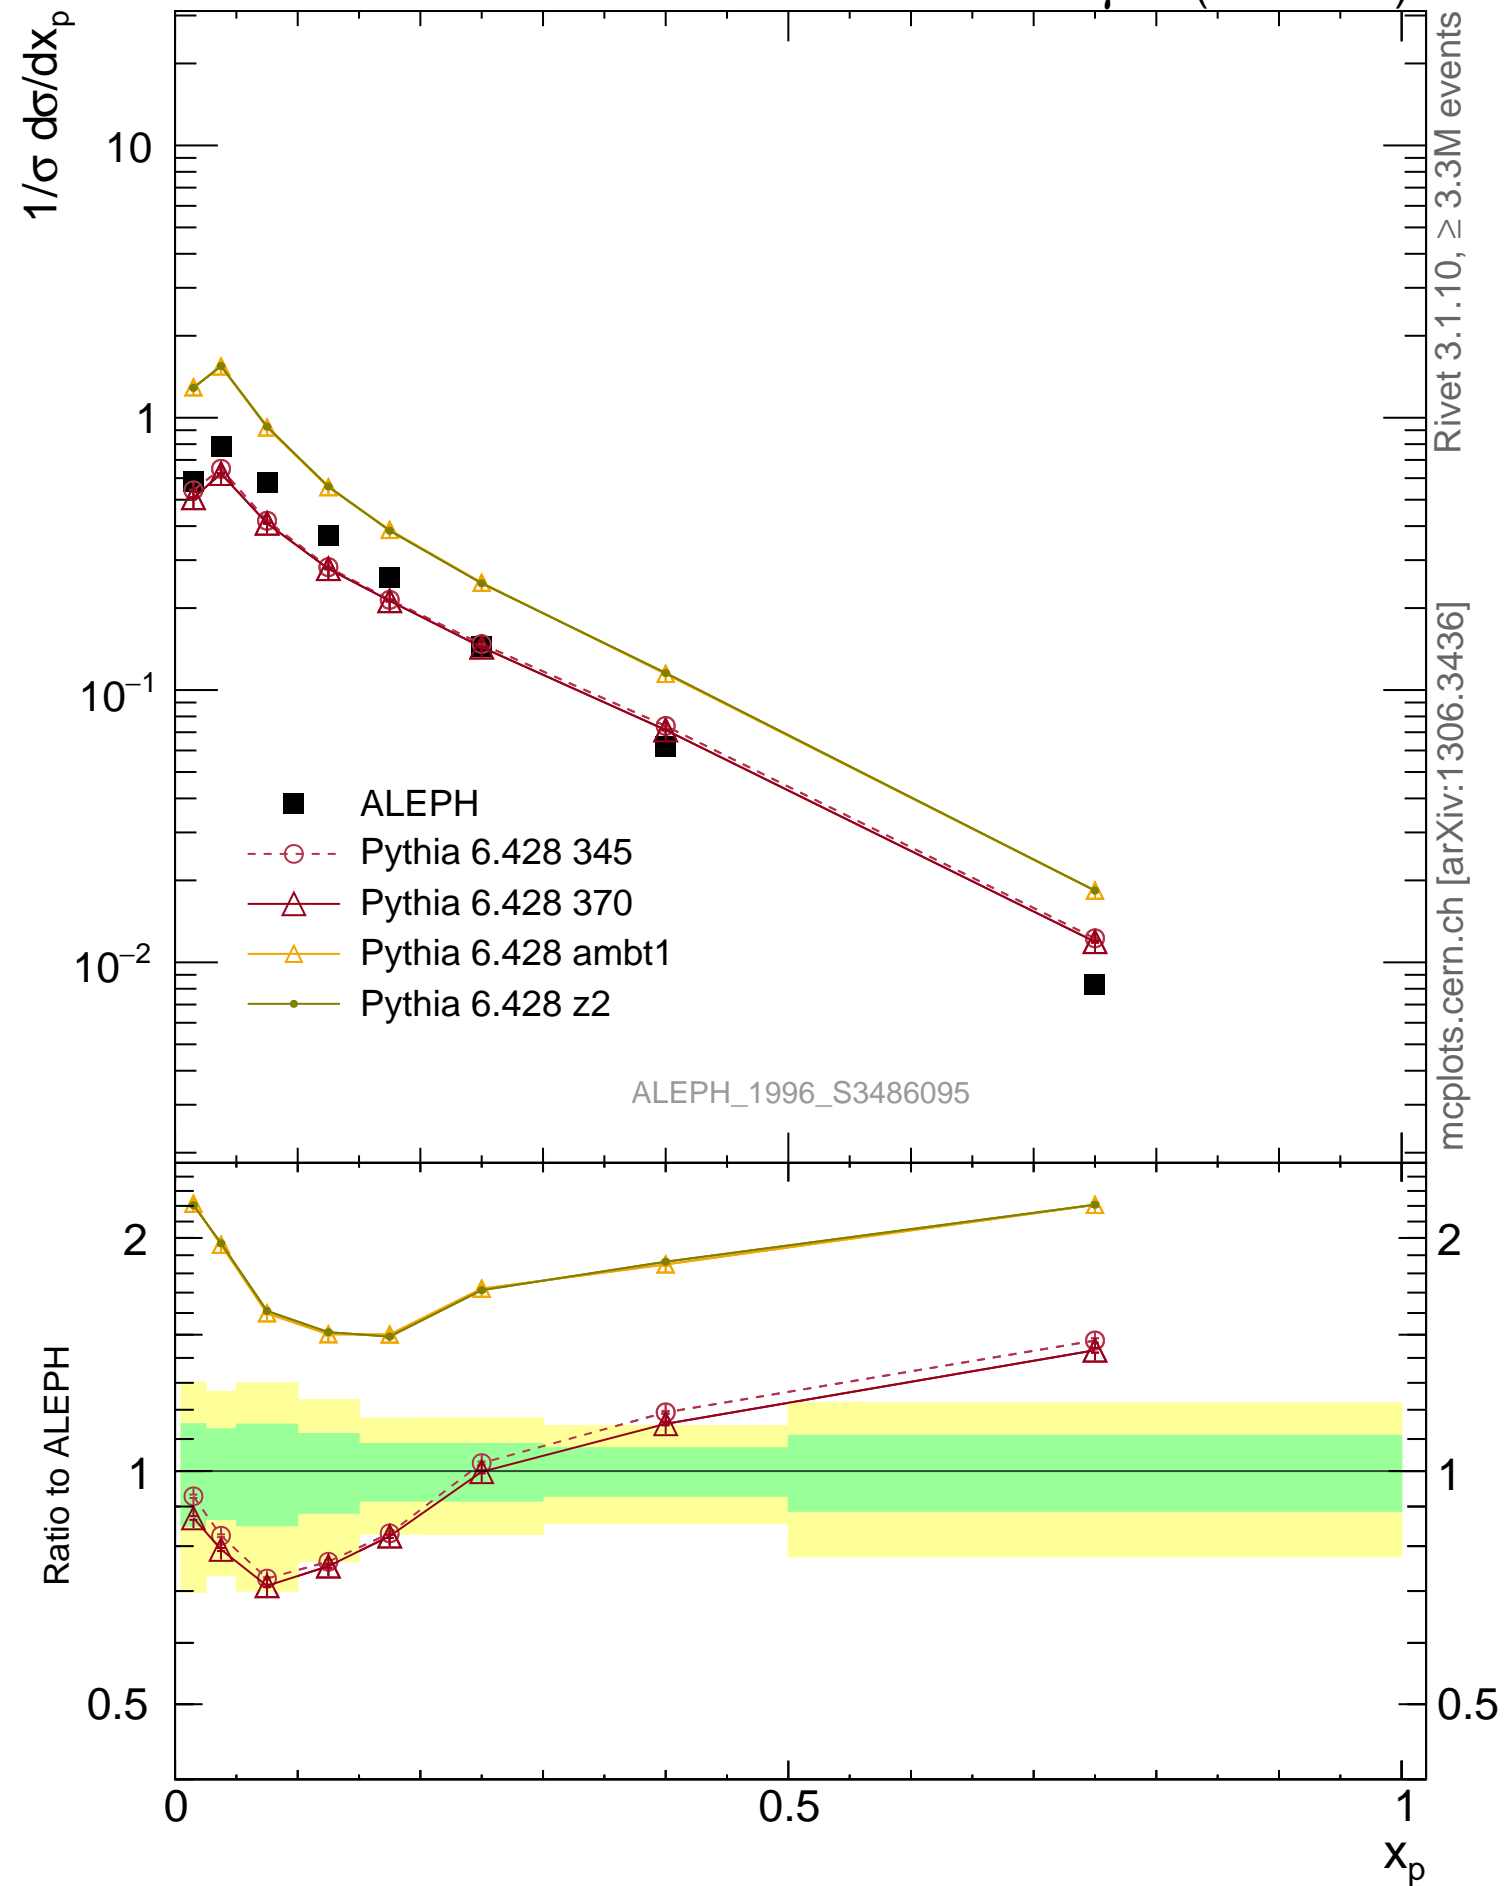 1/σ dσ/dx_p
10
1
10⁻¹
10⁻²
ALEPH
Pythia 6.428 345
Pythia 6.428 370
Pythia 6.428 ambt1
Pythia 6.428 z2
ALEPH_1996_S3486095
Rivet 3.1.10, ≥ 3.3M events
mcplots.cern.ch [arXiv:1306.3436]
Ratio to ALEPH
2
1
0.5
2
1
0.5
0
0.5
1
x_p